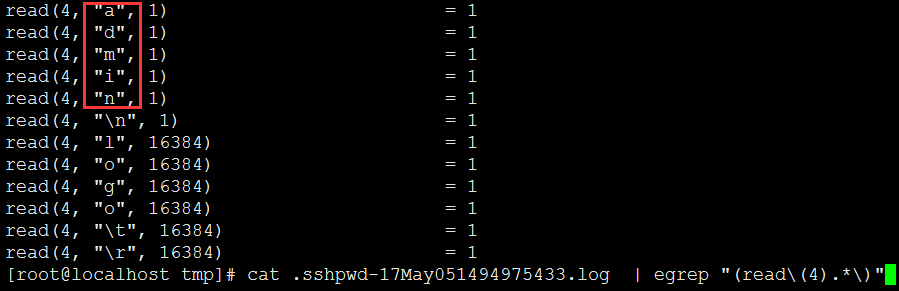 read(4, "a", 1)                         = 1
read(4, "d", 1)                         = 1
read(4, "m", 1)                         = 1
read(4, "i", 1)                         = 1
read(4, "n", 1)                         = 1
read(4, "\n", 1)                        = 1
read(4, "l", 16384)                     = 1
read(4, "o", 16384)                     = 1
read(4, "g", 16384)                     = 1
read(4, "o", 16384)                     = 1
read(4, "\t", 16384)                    = 1
read(4, "\r", 16384)                    = 1
[root@localhost tmp]# cat .sshpwd-17May051494975433.log  | egrep "(read\(4).*\)"